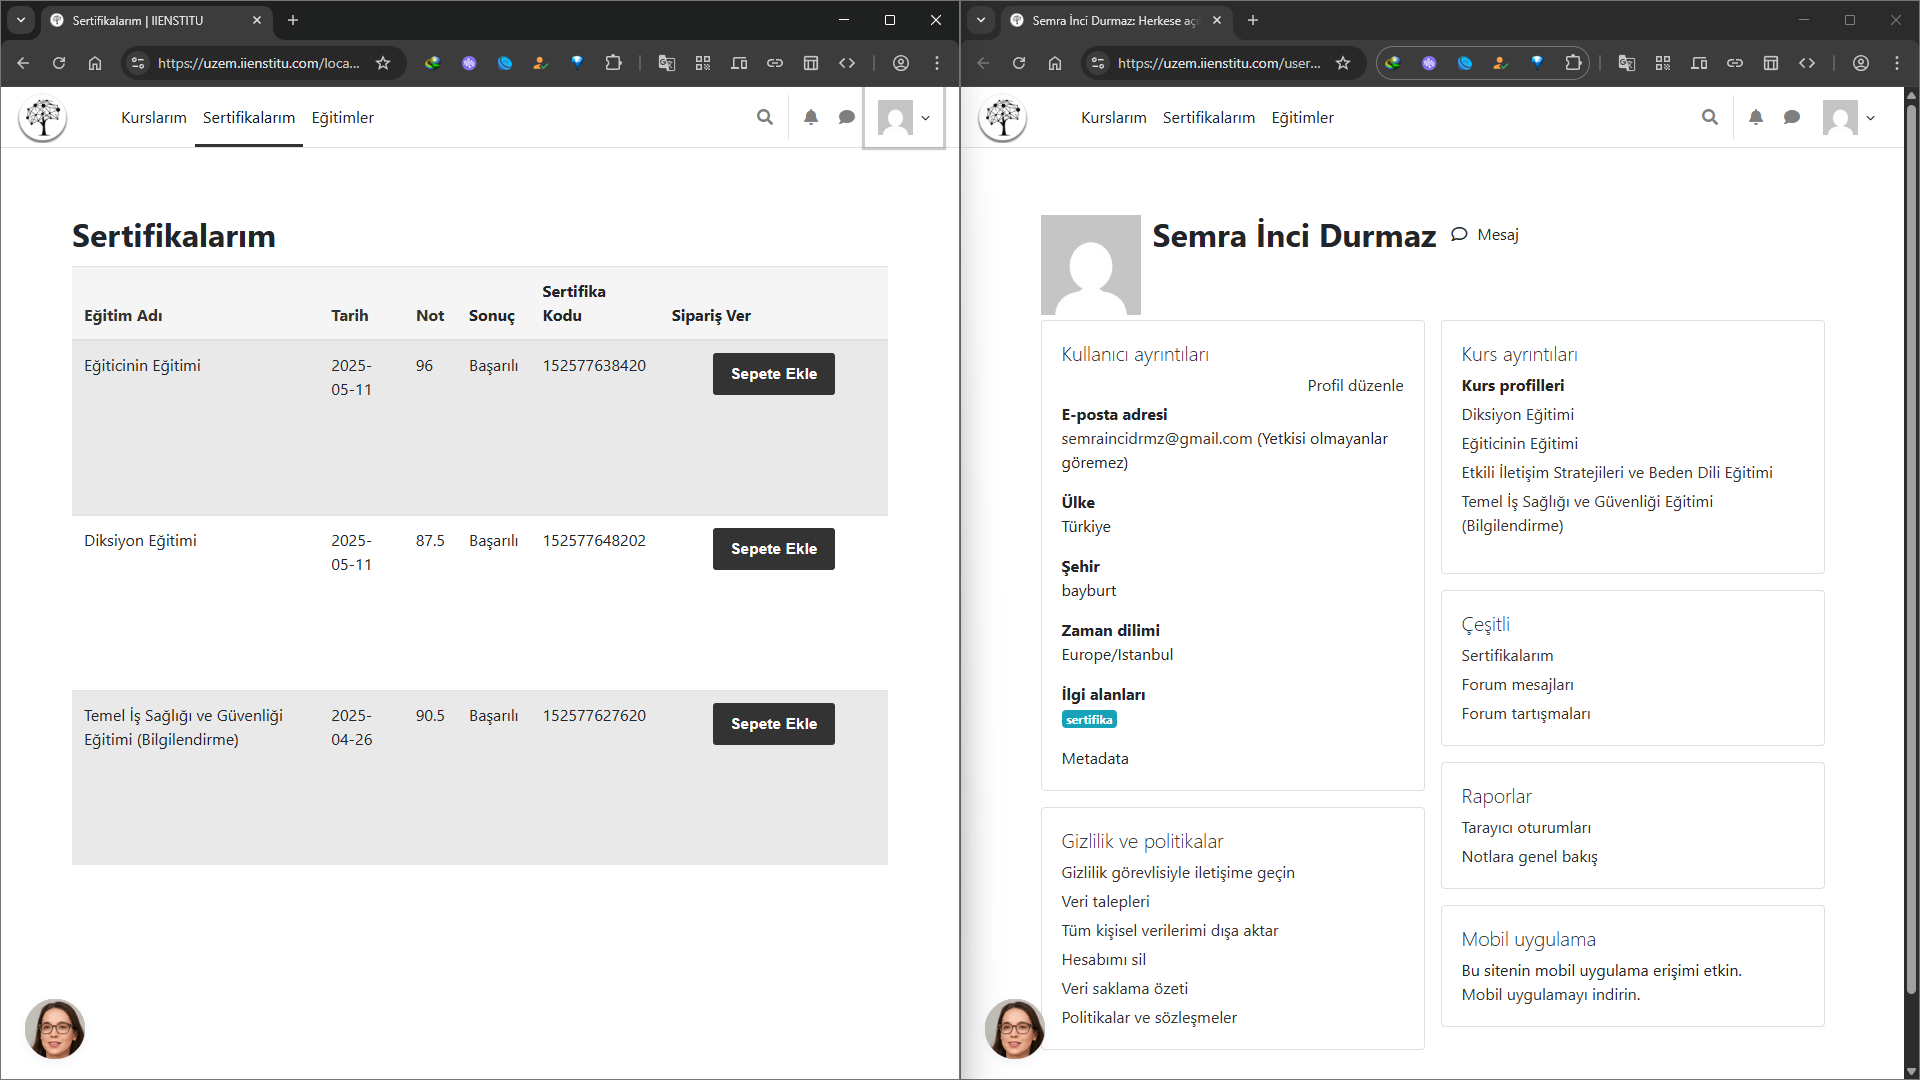 Sertifikalarım | IIENSTITU
https://uzem.iienstitu.com/loca...
Kurslarım Sertifikalarım Eğitimler
Sertifikalarım
Eğitim Adı Tarih Not Sonuç Sertifika Kodu Sipariş Ver
Eğiticinin Eğitimi 2025-05-11 96 Başarılı 152577638420 Sepete Ekle
Diksiyon Eğitimi 2025-05-11 87.5 Başarılı 152577648202 Sepete Ekle
Temel İş Sağlığı ve Güvenliği Eğitimi (Bilgilendirme) 2025-04-26 90.5 Başarılı 152577627620 Sepete Ekle
Semra İnci Durmaz: Herkese açı
https://uzem.iienstitu.com/user...
Kurslarım Sertifikalarım Eğitimler
Semra İnci Durmaz Mesaj
Kullanıcı ayrıntıları
Profil düzenle
E-posta adresi
semraincidrmz@gmail.com (Yetkisi olmayanlar
göremez)
Ülke
Türkiye
Şehir
bayburt
Zaman dilimi
Europe/Istanbul
İlgi alanları
sertifika
Metadata
Gizlilik ve politikalar
Gizlilik görevlisiyle iletişime geçin
Veri talepleri
Tüm kişisel verilerimi dışa aktar
Hesabımı sil
Veri saklama özeti
Politikalar ve sözleşmeler
Kurs ayrıntıları
Kurs profilleri
Diksiyon Eğitimi
Eğiticinin Eğitimi
Etkili İletişim Stratejileri ve Beden Dili Eğitimi
Temel İş Sağlığı ve Güvenliği Eğitimi
(Bilgilendirme)
Çeşitli
Sertifikalarım
Forum mesajları
Forum tartışmaları
Raporlar
Tarayıcı oturumları
Notlara genel bakış
Mobil uygulama
Bu sitenin mobil uygulama erişimi etkin.
Mobil uygulamayı indirin.